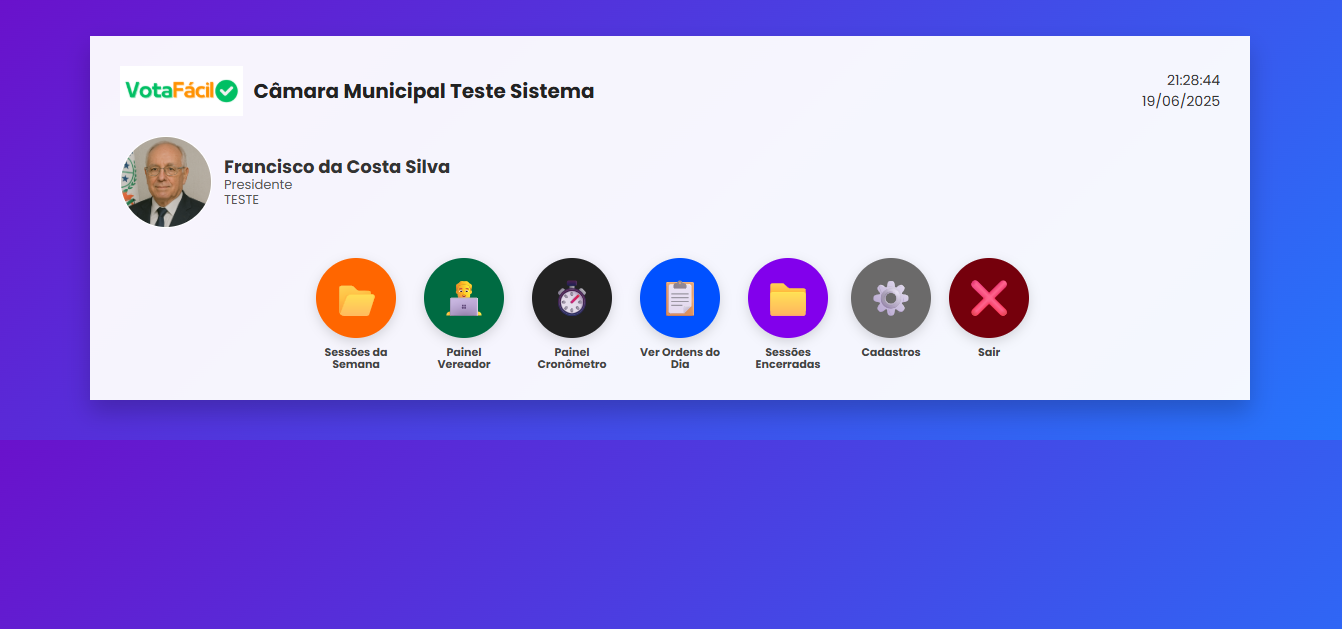 VotaFácil
Câmara Municipal Teste Sistema
21:28:44
19/06/2025
Francisco da Costa Silva
Presidente
TESTE
Sessões da
Semana
Painel
Vereador
Painel
Cronômetro
Ver Ordens do
Dia
Sessões
Encerradas
Cadastros
Sair